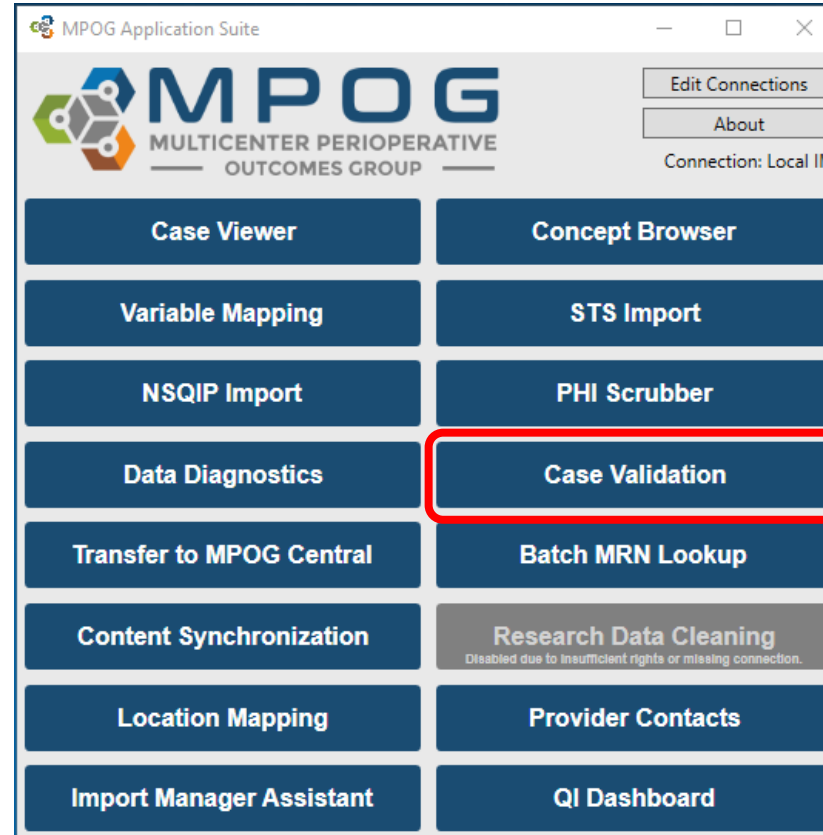 MPOG Application Suite
MPOG
MULTICENTER PERIOPERATIVE
OUTCOMES GROUP
Edit Connections
About
Connection: Local I
Case Viewer
Concept Browser
Variable Mapping
STS Import
NSQIP Import
PHI Scrubber
Data Diagnostics
Case Validation
Transfer to MPOG Central
Batch MRN Lookup
Content Synchronization
Research Data Cleaning
Disabled due to insufficient rights or missing connection.
Location Mapping
Provider Contacts
Import Manager Assistant
QI Dashboard